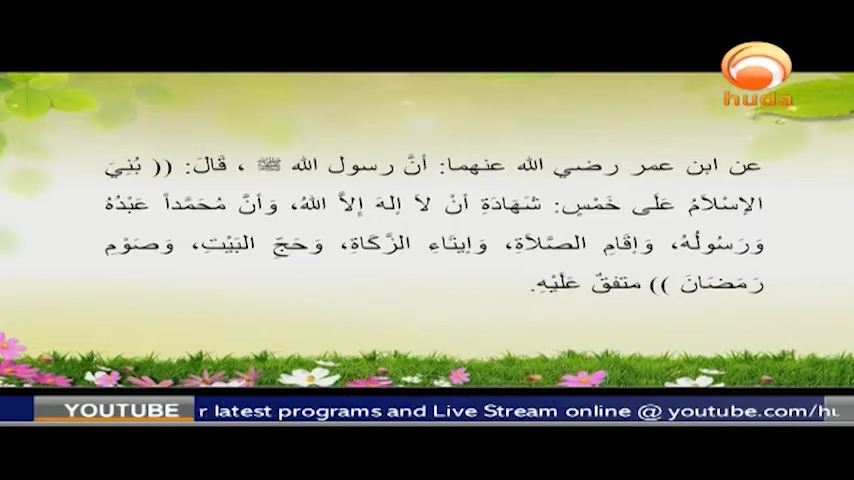 huda
عن ابن عمر رضي الله عنهما: أنَّ رسول الله ﷺ ، قَالَ: (( بُنِيَ
الإسْلاَمُ عَلَى خَمْسٍ: شَهَادَةِ أنْ لاَ إلهَ إِلاَّ اللهُ، وَأنَّ مُحَمَّداً عَبْدُهُ
وَرَسُولُهُ، وَإقَامِ الصَّلاَةِ، وَإيتَاءِ الزَّكَاةِ، وَحَجِّ البَيْتِ، وَصَوْمِ
رَمَضَانَ )) متفقٌ عَلَيْهِ.
YOUTUBE r latest programs and Live Stream online @ youtube.com/hu